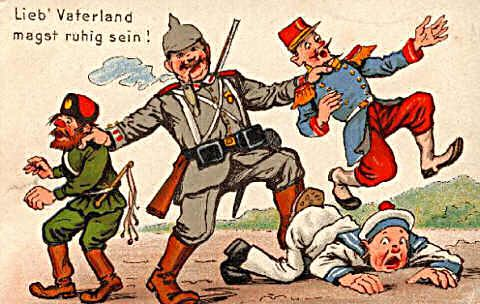 Lieb' Vaterland
magst ruhig sein!